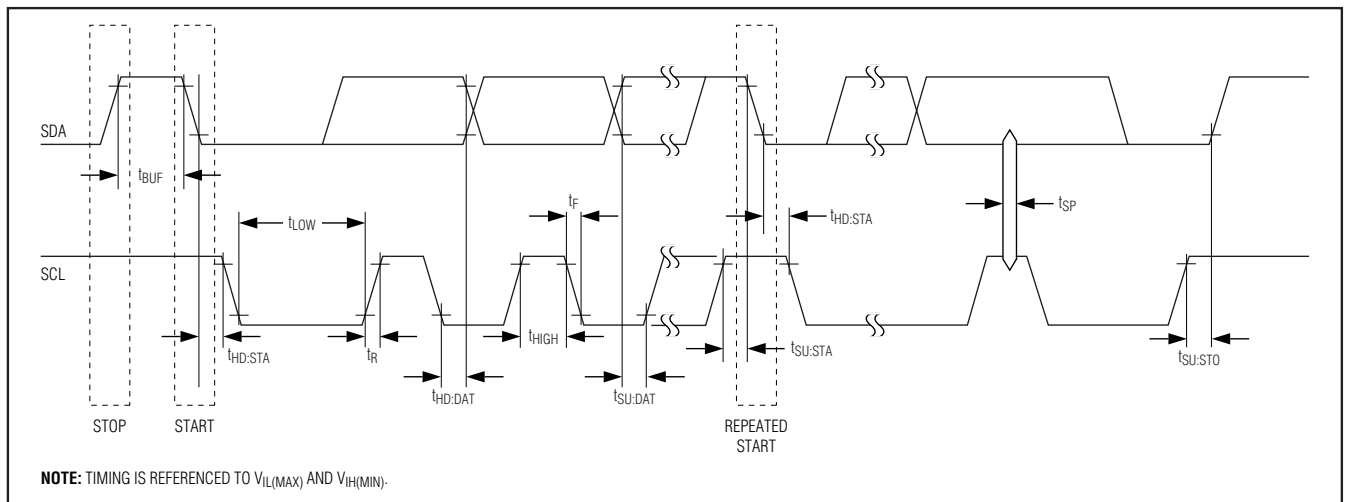 SDA
tBUF
tLOW
tF
tHD:STA
tSP
SCL
tHD:STA
tR
tHIGH
tSU:STA
tSU:STO
tHD:DAT
tSU:DAT
STOP
START
REPEATED
START
NOTE: TIMING IS REFERENCED TO VIL(MAX) AND VIH(MIN).